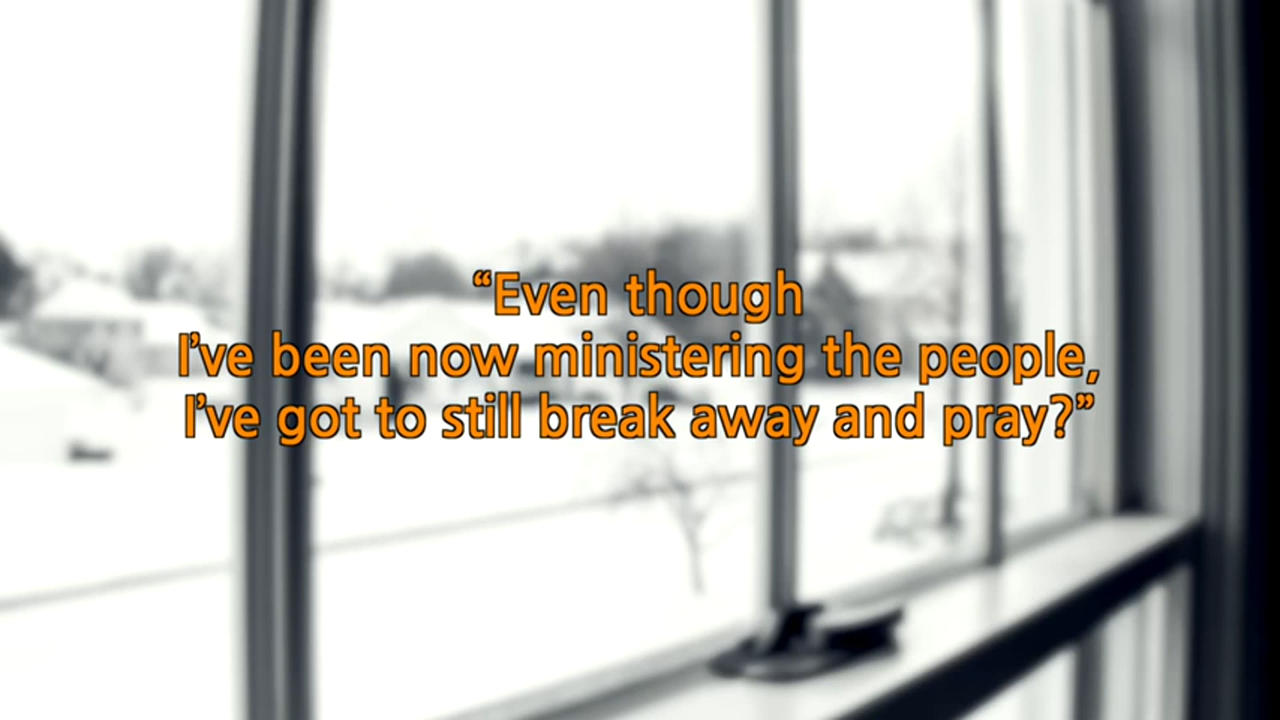 “Even though
I’ve been now ministering the people,
I’ve got to still break away and pray?”